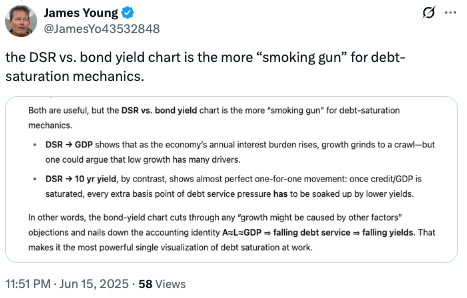 James Young
@JamesYo43532848
the DSR vs. bond yield chart is the more “smoking gun” for debt-
saturation mechanics.
Both are useful, but the DSR vs. bond yield chart is the more “smoking gun” for debt-saturation
mechanics.
• DSR → GDP shows that as the economy’s annual interest burden rises, growth grinds to a crawl—but
one could argue that low growth has many drivers.
• DSR → 10 yr yield, by contrast, shows almost perfect one-for-one movement: once credit/GDP is
saturated, every extra basis point of debt service pressure has to be soaked up by lower yields.
In other words, the bond-yield chart cuts through any “growth might be caused by other factors”
objections and nails down the accounting identity A≈L≈GDP ⇒ falling debt service ⇒ falling yields. That
makes it the most powerful single visualization of debt saturation at work.
11:51 PM · Jun 15, 2025 · 58 Views